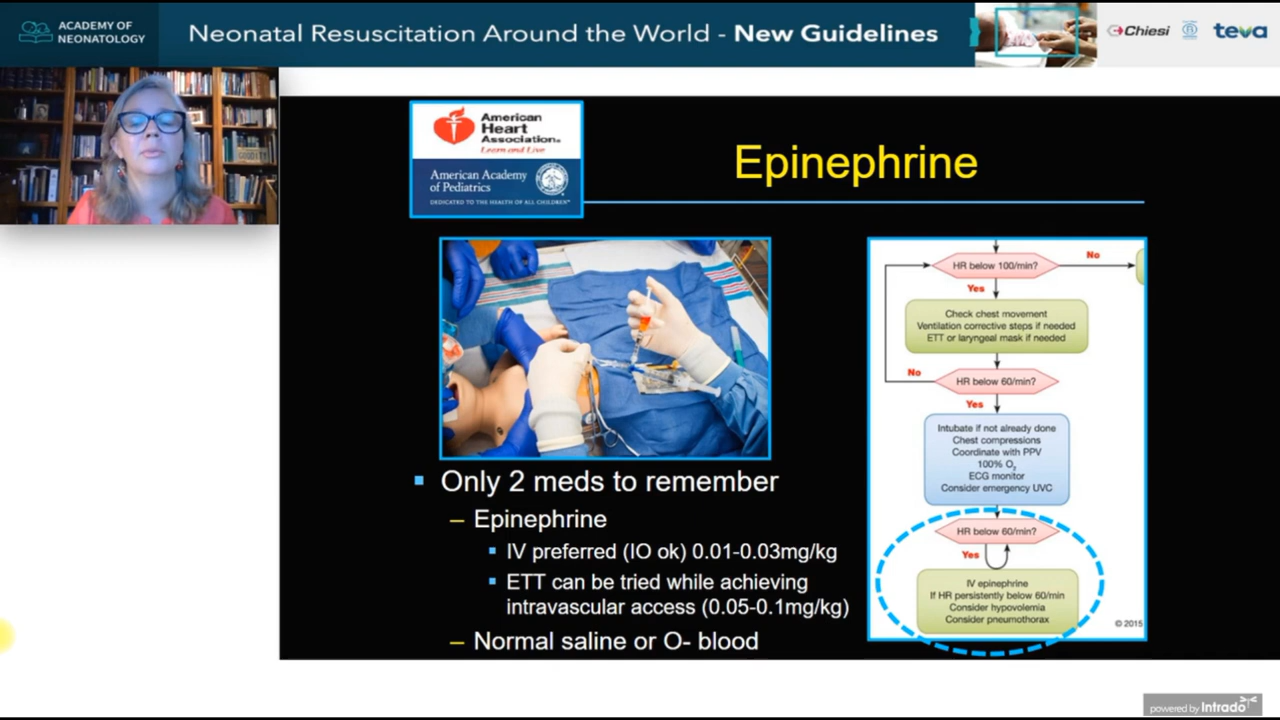 ACADEMY OF
NEONATOLOGY
Neonatal Resuscitation Around the World - New Guidelines
Chiesi
teva
American
Heart
Association®
Learn and Live
American Academy
of Pediatrics
DEDICATED TO THE HEALTH OF ALL CHILDREN®
Epinephrine
HR below 100/min?
No
Yes
Check chest movement
Ventilation corrective steps if needed
ETT or laryngeal mask if needed
No
HR below 60/min?
Yes
Intubate if not already done
Chest compressions
Coordinate with PPV
100% O2
ECG monitor
Consider emergency UVC
HR below 60/min?
Yes
IV epinephrine
If HR persistently below 60/min
Consider hypovolemia
Consider pneumothorax
© 2015
Only 2 meds to remember
– Epinephrine
IV preferred (IO ok) 0.01-0.03mg/kg
ETT can be tried while achieving
intravascular access (0.05-0.1mg/kg)
– Normal saline or O- blood
powered by Intrado